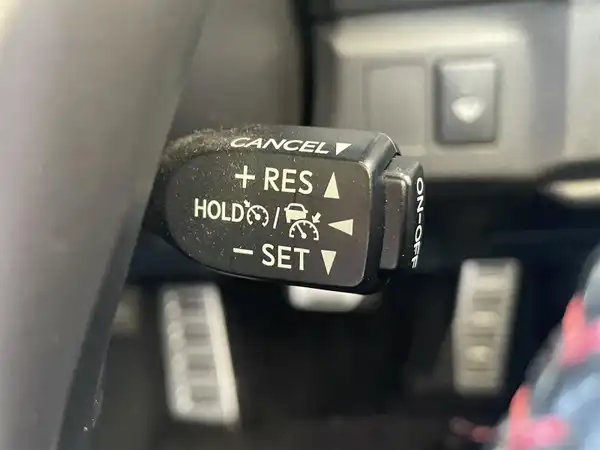 CANCEL▼
+ RES ▲
HOLD / ◀
− SET ▼
ON-OFF